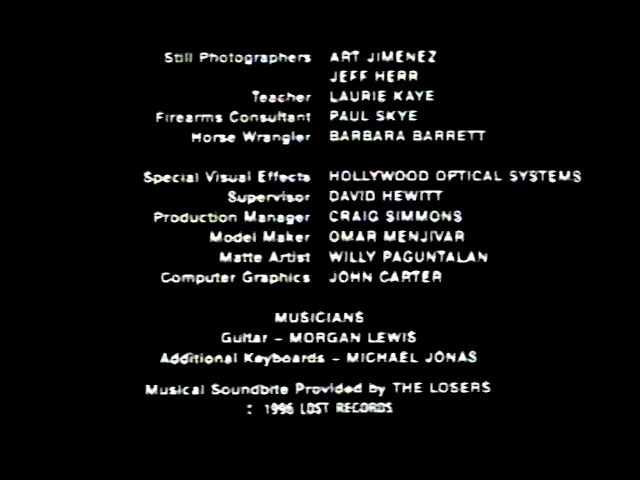 Still Photographers ART JIMENEZ
JEFF HERR
Teacher LAURIE KAYE
Firearms Consultant PAUL SKYE
Horse Wrangler BARBARA BARRETT
Special Visual Effects HOLLYWOOD OPTICAL SYSTEMS
Supervisor DAVID HEWITT
Production Manager CRAIG SIMMONS
Model Maker OMAR MENJIVAR
Matte Artist WILLY PAGUNTALAN
Computer Graphics JOHN CARTER
MUSICIANS
Guitar – MORGAN LEWIS
Additional Keyboards – MICHAEL JONAS
Musical Soundbite Provided by THE LOSERS
: 1996 LOST RECORDS